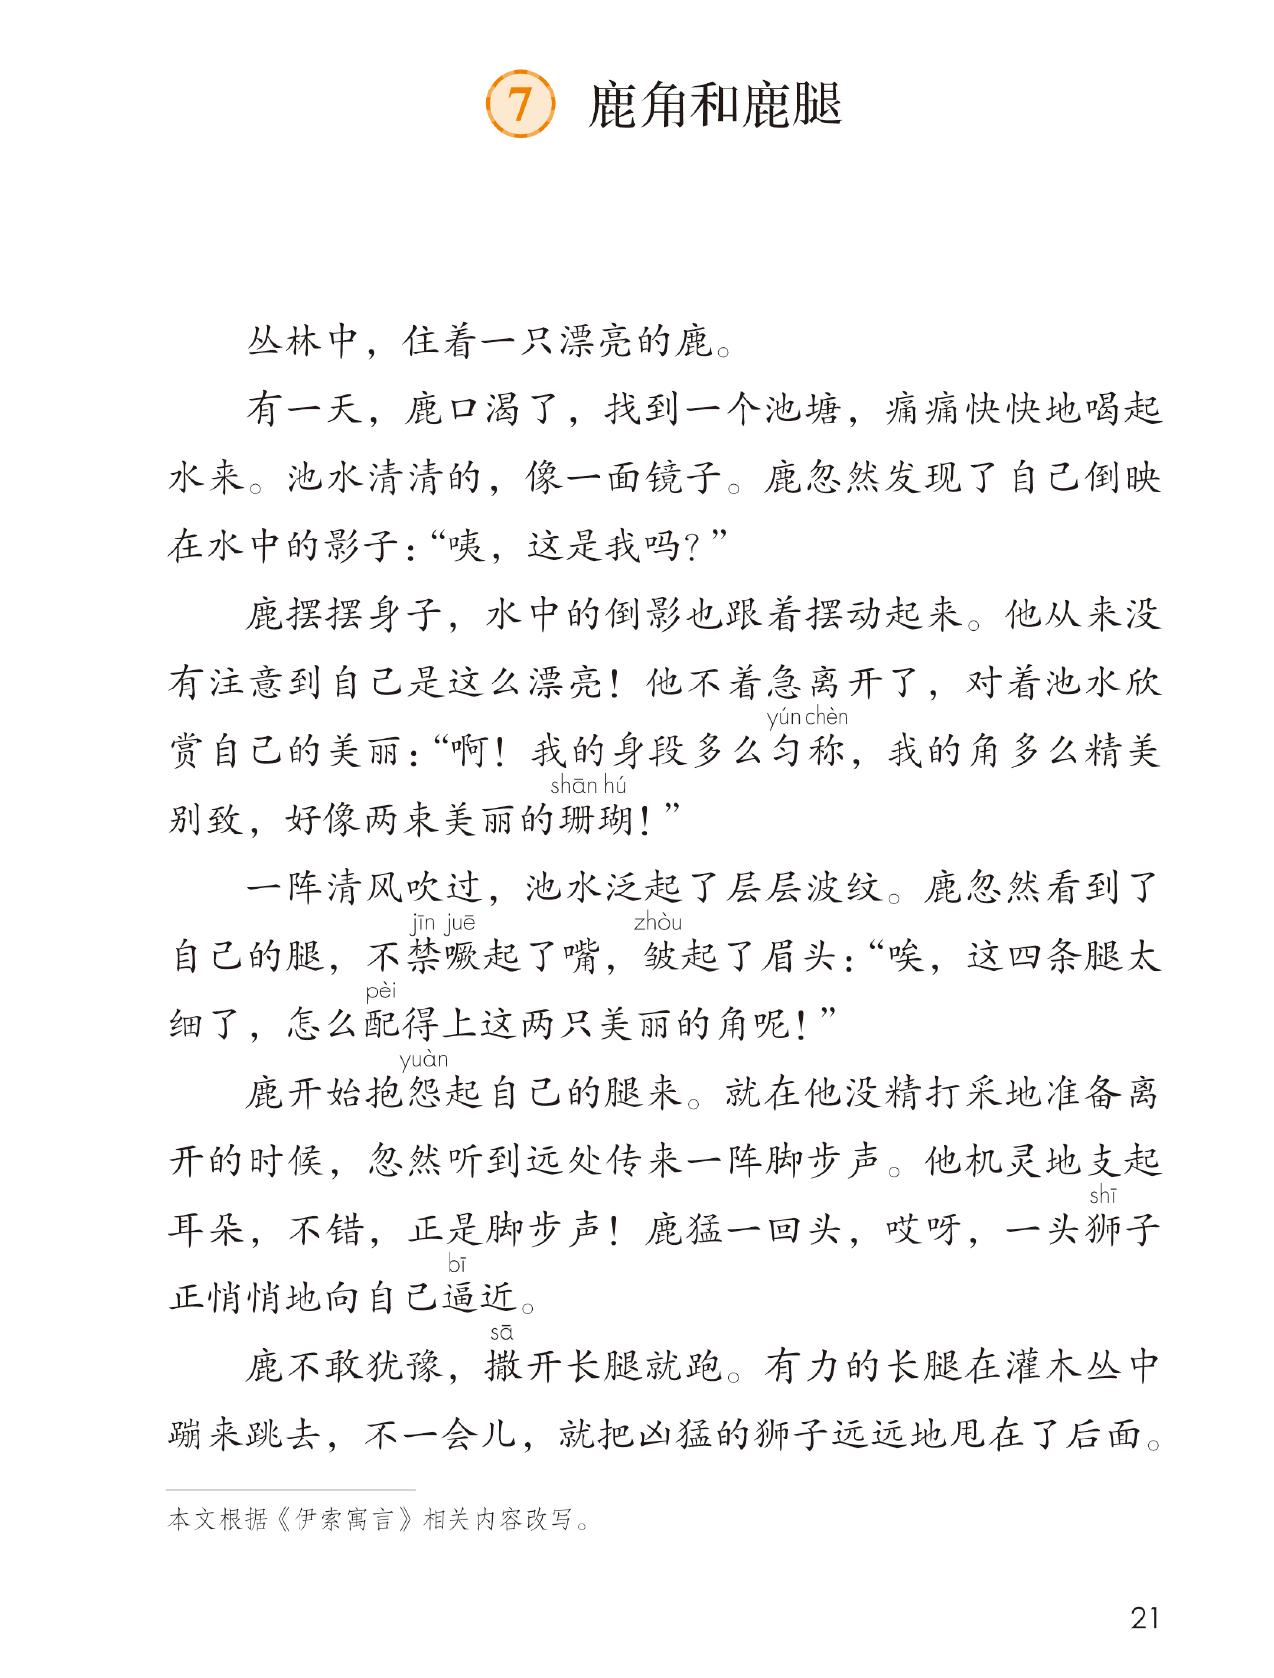 7 鹿角和鹿腿
丛林中，住着一只漂亮的鹿。
有一天，鹿口渴了，找到一个池塘，痛痛快快地喝起
水来。池水清清的，像一面镜子。鹿忽然发现了自己倒映
在水中的影子：“咦，这是我吗？”
鹿摆摆身子，水中的倒影也跟着摆动起来。他从来没
有注意到自己是这么漂亮！他不着急离开了，对着池水欣
yún chèn
赏自己的美丽：“啊！我的身段多么匀称，我的角多么精美
shān hú
别致，好像两束美丽的珊瑚！”
一阵清风吹过，池水泛起了层层波纹。鹿忽然看到了
jīn juē zhòu
自己的腿，不禁噘起了嘴，皱起了眉头：“唉，这四条腿太
pèi
细了，怎么配得上这两只美丽的角呢！”
yuàn
鹿开始抱怨起自己的腿来。就在他没精打采地准备离
开的时候，忽然听到远处传来一阵脚步声。他机灵地支起
shī
耳朵，不错，正是脚步声！鹿猛一回头，哎呀，一头狮子
bī
正悄悄地向自己逼近。
sā
鹿不敢犹豫，撒开长腿就跑。有力的长腿在灌木丛中
蹦来跳去，不一会儿，就把凶猛的狮子远远地甩在了后面。
本文根据《伊索寓言》相关内容改写。
21